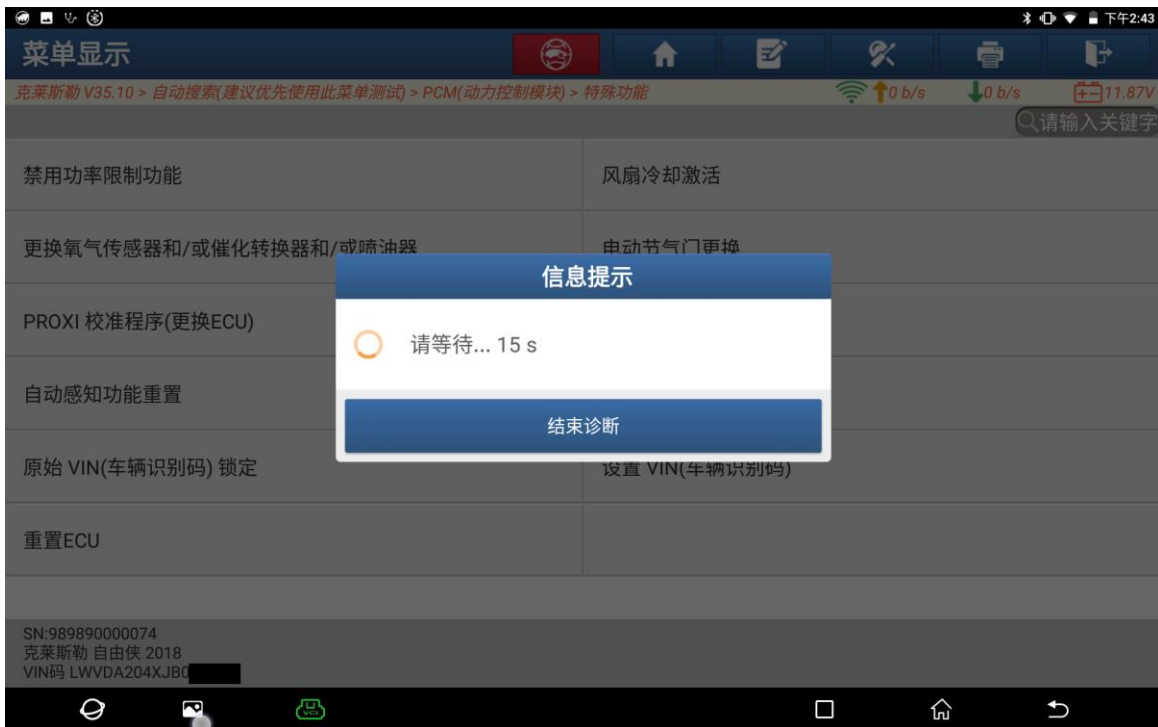 下午2:43
菜单显示
克莱斯勒 V35.10 > 自动搜索(建议优先使用此菜单测试) > PCM(动力控制模块) > 特殊功能
0 b/s
0 b/s
11.87V
请输入关键字
禁用功率限制功能
风扇冷却激活
更换氧气传感器和/或催化转换器和/或喷油器
电动节气门更换
信息提示
PROXI 校准程序(更换ECU)
请等待... 15 s
自动感知功能重置
结束诊断
原始 VIN(车辆识别码) 锁定
设置 VIN(车辆识别码)
重置ECU
SN:989890000074
克莱斯勒 自由侠 2018
VIN码 LWVDA204XJB0
VCI